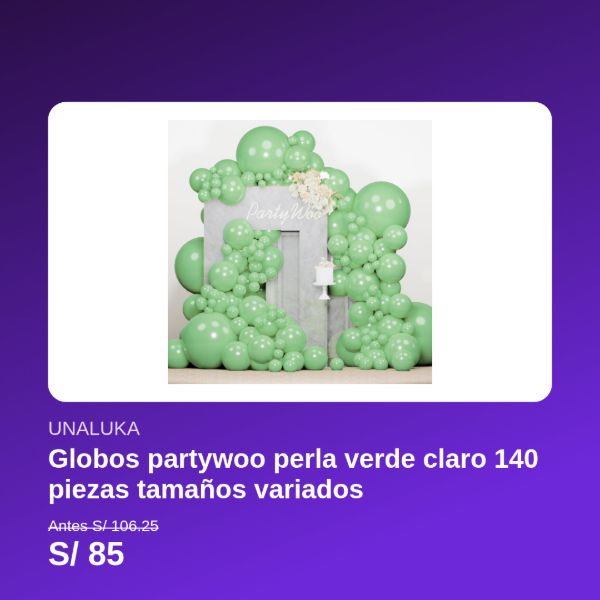 PartyWoo
UNALUKA
Globos partywoo perla verde claro 140
piezas tamaños variados
Antes S/ 106.25
S/ 85